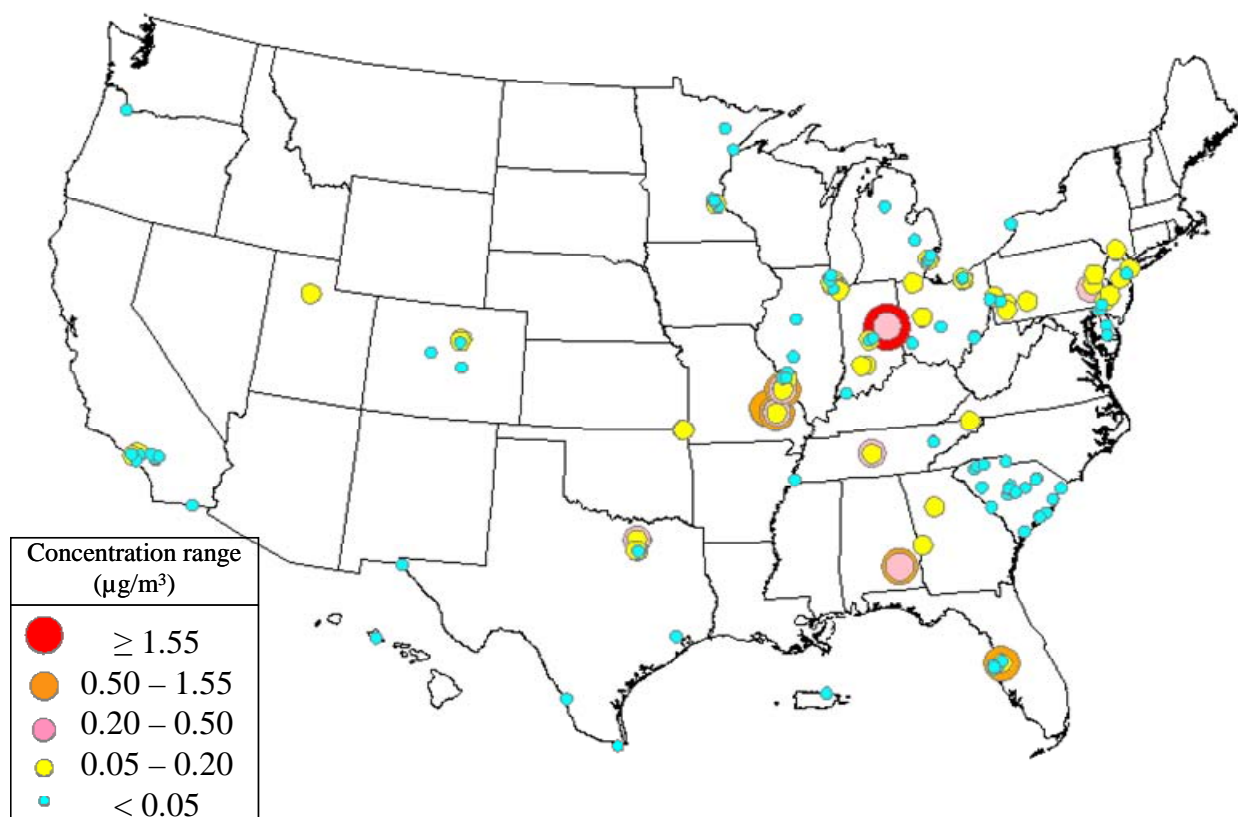 Concentration range
(µg/m³)
≥ 1.55
0.50 – 1.55
0.20 – 0.50
0.05 – 0.20
< 0.05